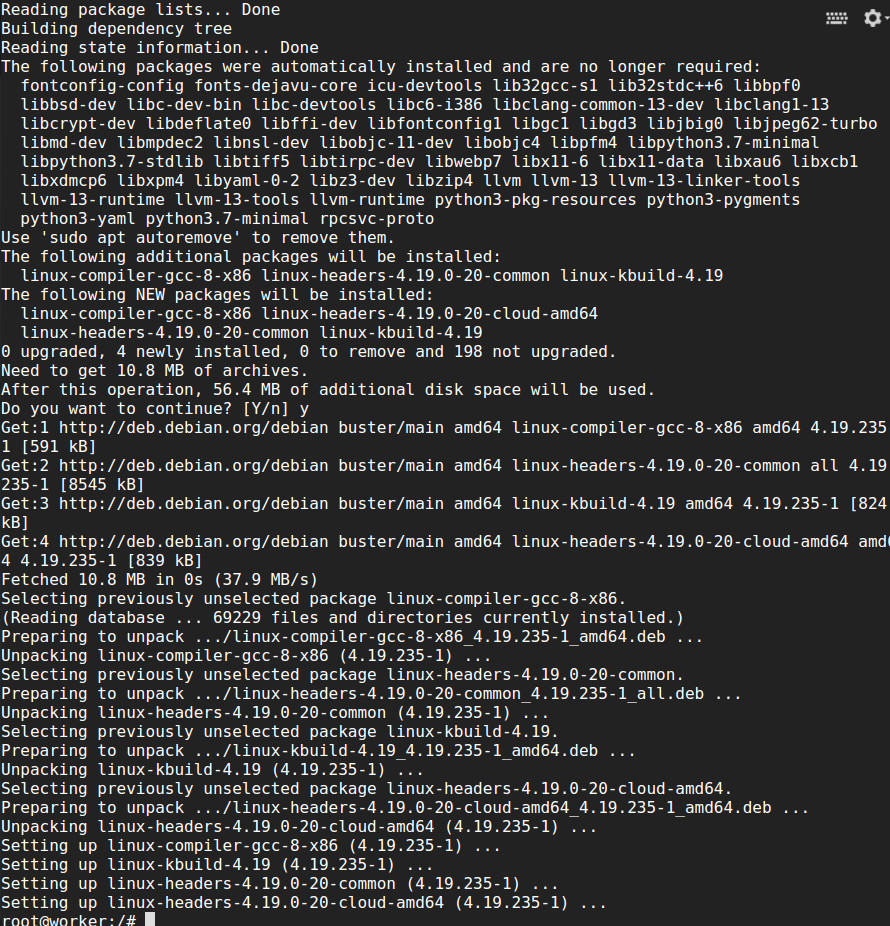 Reading package lists... Done
Building dependency tree
Reading state information... Done
The following packages were automatically installed and are no longer required:
  fontconfig-config fonts-dejavu-core icu-devtools lib32gcc-s1 lib32stdc++6 libbpf0
  libbsd-dev libc-dev-bin libc-devtools libc6-i386 libclang-common-13-dev libclang1-13
  libcrypt-dev libdeflate0 libffi-dev libfontconfig1 libgc1 libgd3 libjbig0 libjpeg62-turbo
  libmd-dev libmpdec2 libnsl-dev libobjc-11-dev libobjc4 libpfm4 libpython3.7-minimal
  libpython3.7-stdlib libtiff5 libtirpc-dev libwebp7 libx11-6 libx11-data libxau6 libxcb1
  libxdmcp6 libxpm4 libyaml-0-2 libz3-dev libzip4 llvm llvm-13 llvm-13-linker-tools
  llvm-13-runtime llvm-13-tools llvm-runtime python3-pkg-resources python3-pygments
  python3-yaml python3.7-minimal rpcsvc-proto
Use 'sudo apt autoremove' to remove them.
The following additional packages will be installed:
  linux-compiler-gcc-8-x86 linux-headers-4.19.0-20-common linux-kbuild-4.19
The following NEW packages will be installed:
  linux-compiler-gcc-8-x86 linux-headers-4.19.0-20-cloud-amd64
  linux-headers-4.19.0-20-common linux-kbuild-4.19
0 upgraded, 4 newly installed, 0 to remove and 198 not upgraded.
Need to get 10.8 MB of archives.
After this operation, 56.4 MB of additional disk space will be used.
Do you want to continue? [Y/n] y
Get:1 http://deb.debian.org/debian buster/main amd64 linux-compiler-gcc-8-x86 amd64 4.19.235
1 [591 kB]
Get:2 http://deb.debian.org/debian buster/main amd64 linux-headers-4.19.0-20-common all 4.19
235-1 [8545 kB]
Get:3 http://deb.debian.org/debian buster/main amd64 linux-kbuild-4.19 amd64 4.19.235-1 [824
kB]
Get:4 http://deb.debian.org/debian buster/main amd64 linux-headers-4.19.0-20-cloud-amd64 amd6
4 4.19.235-1 [839 kB]
Fetched 10.8 MB in 0s (37.9 MB/s)
Selecting previously unselected package linux-compiler-gcc-8-x86.
(Reading database ... 69229 files and directories currently installed.)
Preparing to unpack .../linux-compiler-gcc-8-x86_4.19.235-1_amd64.deb ...
Unpacking linux-compiler-gcc-8-x86 (4.19.235-1) ...
Selecting previously unselected package linux-headers-4.19.0-20-common.
Preparing to unpack .../linux-headers-4.19.0-20-common_4.19.235-1_all.deb ...
Unpacking linux-headers-4.19.0-20-common (4.19.235-1) ...
Selecting previously unselected package linux-kbuild-4.19.
Preparing to unpack .../linux-kbuild-4.19_4.19.235-1_amd64.deb ...
Unpacking linux-kbuild-4.19 (4.19.235-1) ...
Selecting previously unselected package linux-headers-4.19.0-20-cloud-amd64.
Preparing to unpack .../linux-headers-4.19.0-20-cloud-amd64_4.19.235-1_amd64.deb ...
Unpacking linux-headers-4.19.0-20-cloud-amd64 (4.19.235-1) ...
Setting up linux-compiler-gcc-8-x86 (4.19.235-1) ...
Setting up linux-kbuild-4.19 (4.19.235-1) ...
Setting up linux-headers-4.19.0-20-common (4.19.235-1) ...
Setting up linux-headers-4.19.0-20-cloud-amd64 (4.19.235-1) ...
root@worker:/#